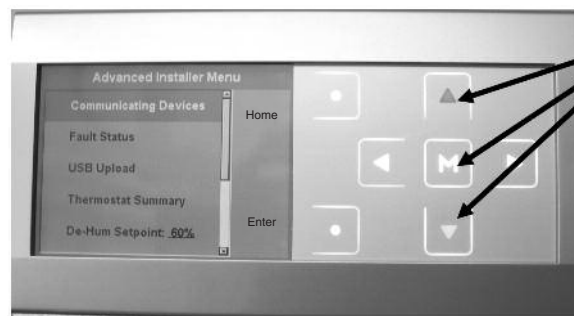 Advanced Installer Menu
Communicating Devices
Home
Fault Status
USB Upload
Thermostat Summary
De-Hum Setpoint: 60%
Enter
M